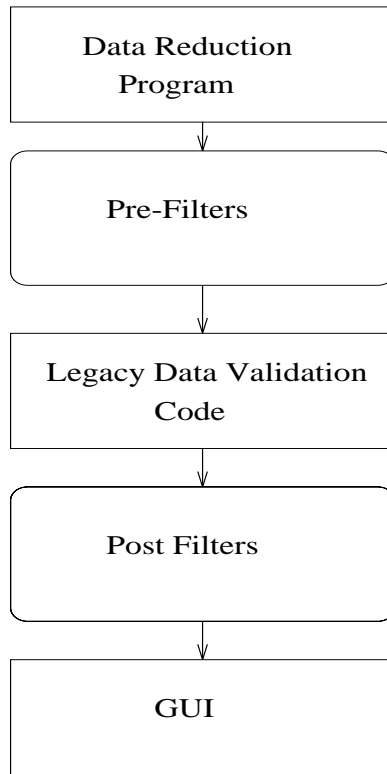 Data Reduction
Program
Pre-Filters
Legacy Data Validation
Code
Post Filters
GUI